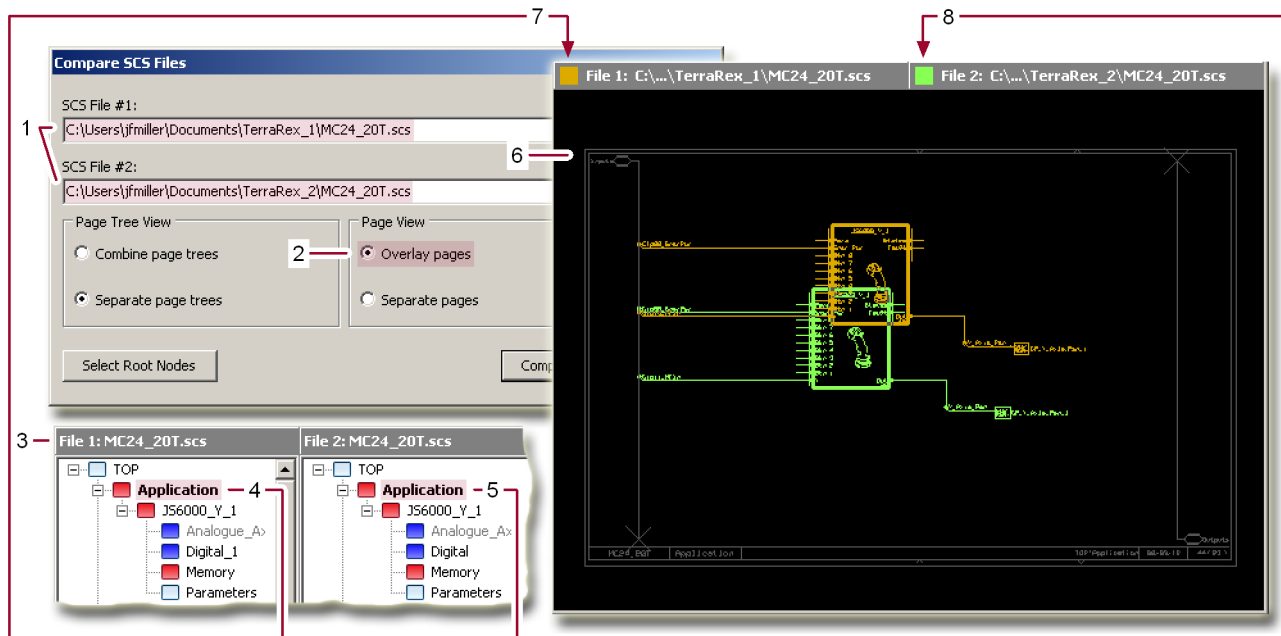 7
8
Compare SCS Files
SCS File #1:
1
C:\Users\jfmiller\Documents\TerraRex_1\MC24_20T.scs
SCS File #2:
C:\Users\jfmiller\Documents\TerraRex_2\MC24_20T.scs
Page Tree View
Combine page trees
Separate page trees
Page View
2
Overlay pages
Separate pages
Select Root Nodes
Comp
File 1: C:\...\TerraRex_1\MC24_20T.scs
File 2: C:\...\TerraRex_2\MC24_20T.scs
6
Application
TOP\Application
Outputs
3
File 1: MC24_20T.scs
TOP
Application
4
JS6000_Y_1
Analogue_Ax
Digital_1
Memory
Parameters
File 2: MC24_20T.scs
TOP
Application
5
JS6000_Y_1
Analogue_Ax
Digital
Memory
Parameters